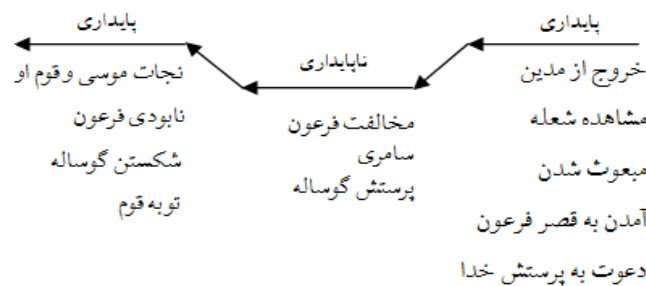 پایداری
خروج از مدین
مشاهده شعله
مبعوث شدن
آمدن به قصر فرعون
دعوت به پرستش خدا
ناپایداری
مخالفت فرعون
سامری
پرستش گوساله
پایداری
نجات موسی و قوم او
نابودی فرعون
شکستن گوساله
توبه قوم